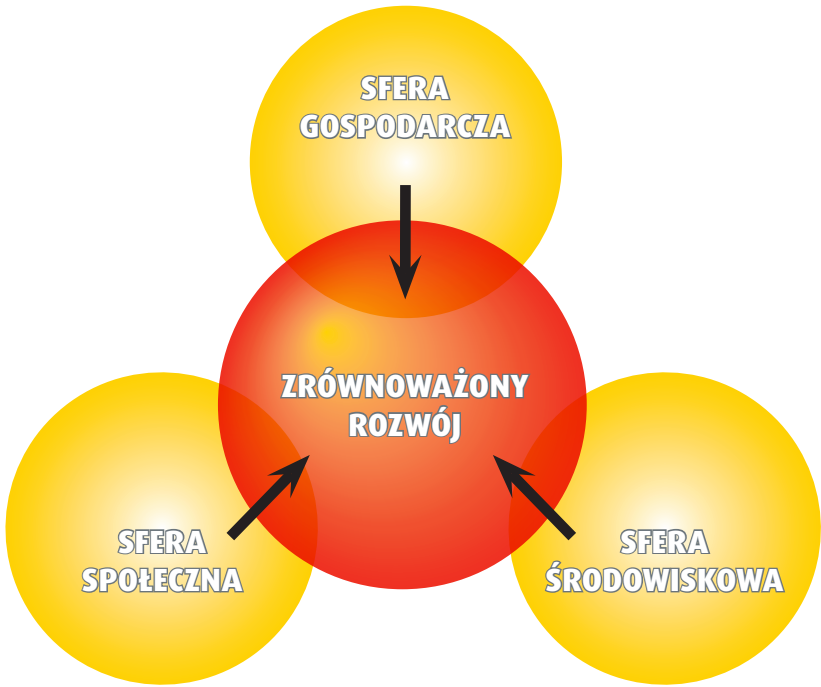 SFERA
GOSPODARCZA
ZRÓWNOWAŻONY
ROZWÓJ
SFERA
SPOŁECZNA
SFERA
ŚRODOWISKOWA